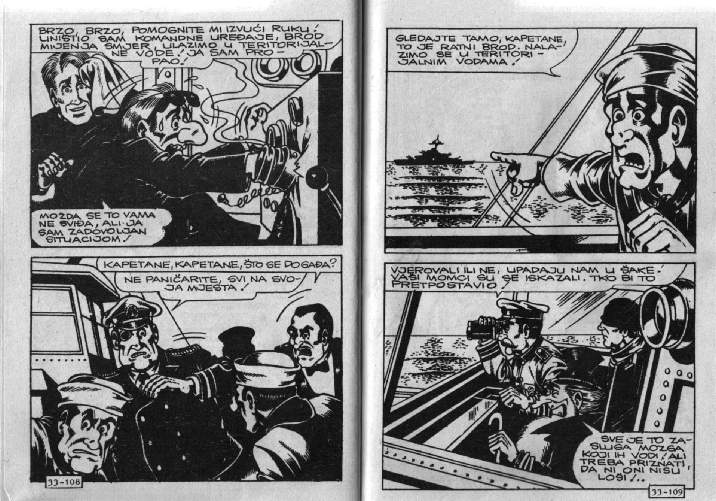 BRZO, BRZO, POMOGNITE MI IZVUĆI RUKU!
UNIŠTIO SAM KOMANDNE UREĐAJE, BROD
MIJENJA SMJER, ULAZIMO U TERITORIJAL-
NE VODE! JA SAM PRO-
PAO!
MOŽDA SE TO VAMA
NE SVIĐA, ALI JA
SAM ZADOVOLJAN
SITUACIJOM!
KAPETANE, KAPETANE, ŠTO SE DOGAĐA?
NE PANIČARITE, SVI NA SVO-
JA MJESTA!
33-108
GLEDAJTE TAMO, KAPETANE,
TO JE RATNI BROD. NALA-
ZIMO SE U TERITORI-
JALNIM VODAMA!
VJEROVALI ILI NE, UPADAJU NAM U ŠAKE!
VAŠI MOMCI SU SE ISKAZALI. TKO BI TO
PRETPOSTAVIO!
SVE JE TO ZA-
SLUGA MOZGA
KOJI IH VODI! ALI
TREBA PRIZNATI
DA NI ONI NISU
LOŠI!..
33-109